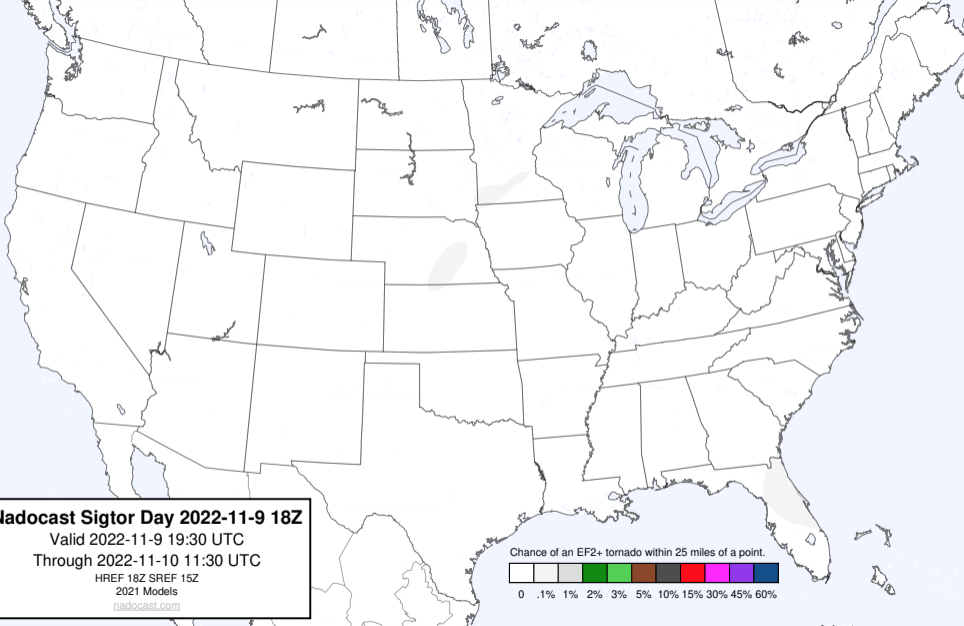 Nadocast Sigtor Day 2022-11-9 18Z
Valid 2022-11-9 19:30 UTC
Through 2022-11-10 11:30 UTC
HREF 18Z SREF 15Z
2021 Models
nadocast.com
Chance of an EF2+ tornado within 25 miles of a point.
0 .1% 1% 2% 3% 5% 10% 15% 30% 45% 60%